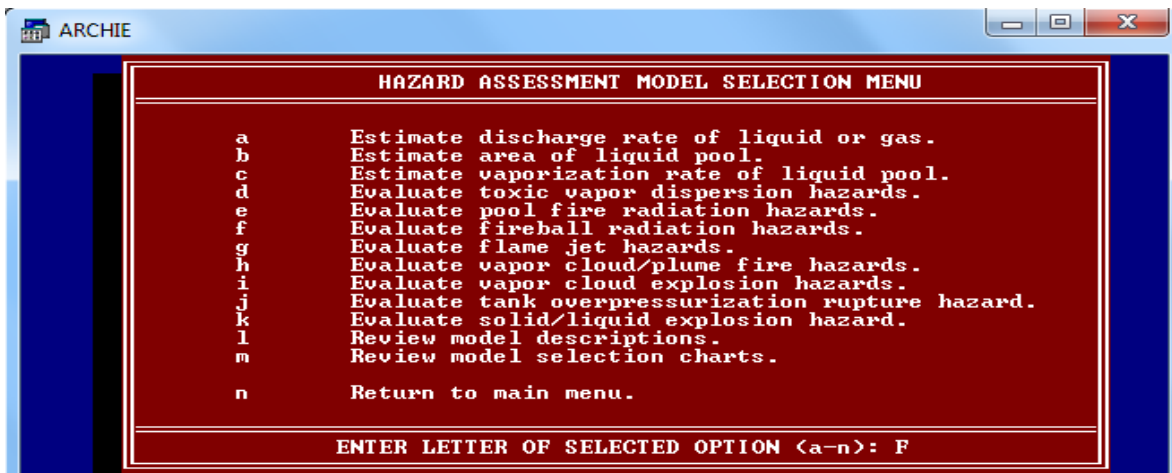 ARCHIE
HAZARD ASSESSMENT MODEL SELECTION MENU
a Estimate discharge rate of liquid or gas.
b Estimate area of liquid pool.
c Estimate vaporization rate of liquid pool.
d Evaluate toxic vapor dispersion hazards.
e Evaluate pool fire radiation hazards.
f Evaluate fireball radiation hazards.
g Evaluate flame jet hazards.
h Evaluate vapor cloud/plume fire hazards.
i Evaluate vapor cloud explosion hazards.
j Evaluate tank overpressurization rupture hazard.
k Evaluate solid/liquid explosion hazard.
l Review model descriptions.
m Review model selection charts.
n Return to main menu.
ENTER LETTER OF SELECTED OPTION (a-n): F